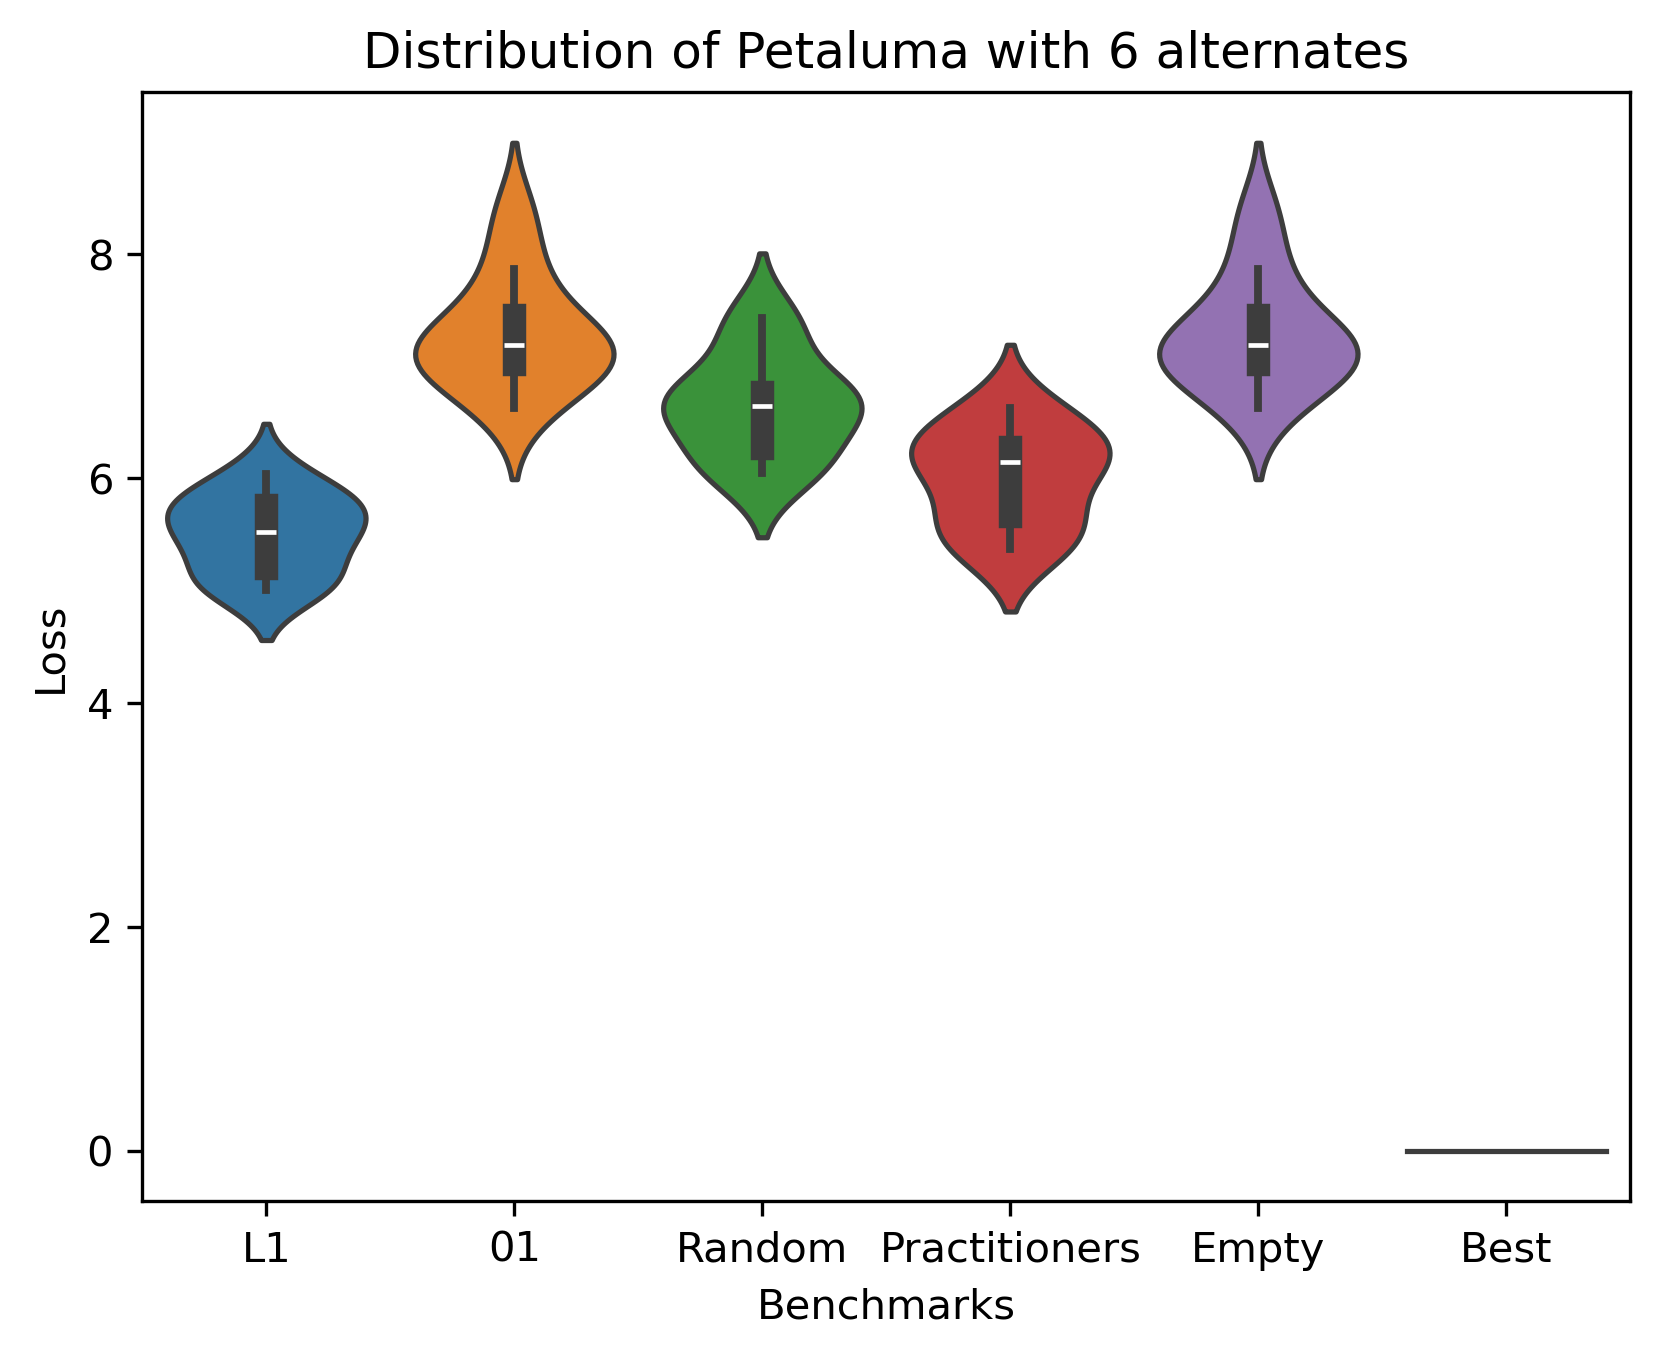 Distribution of Petaluma with 6 alternates
8
6
4
2
0
Loss
L1
01
Random
Practitioners
Empty
Best
Benchmarks